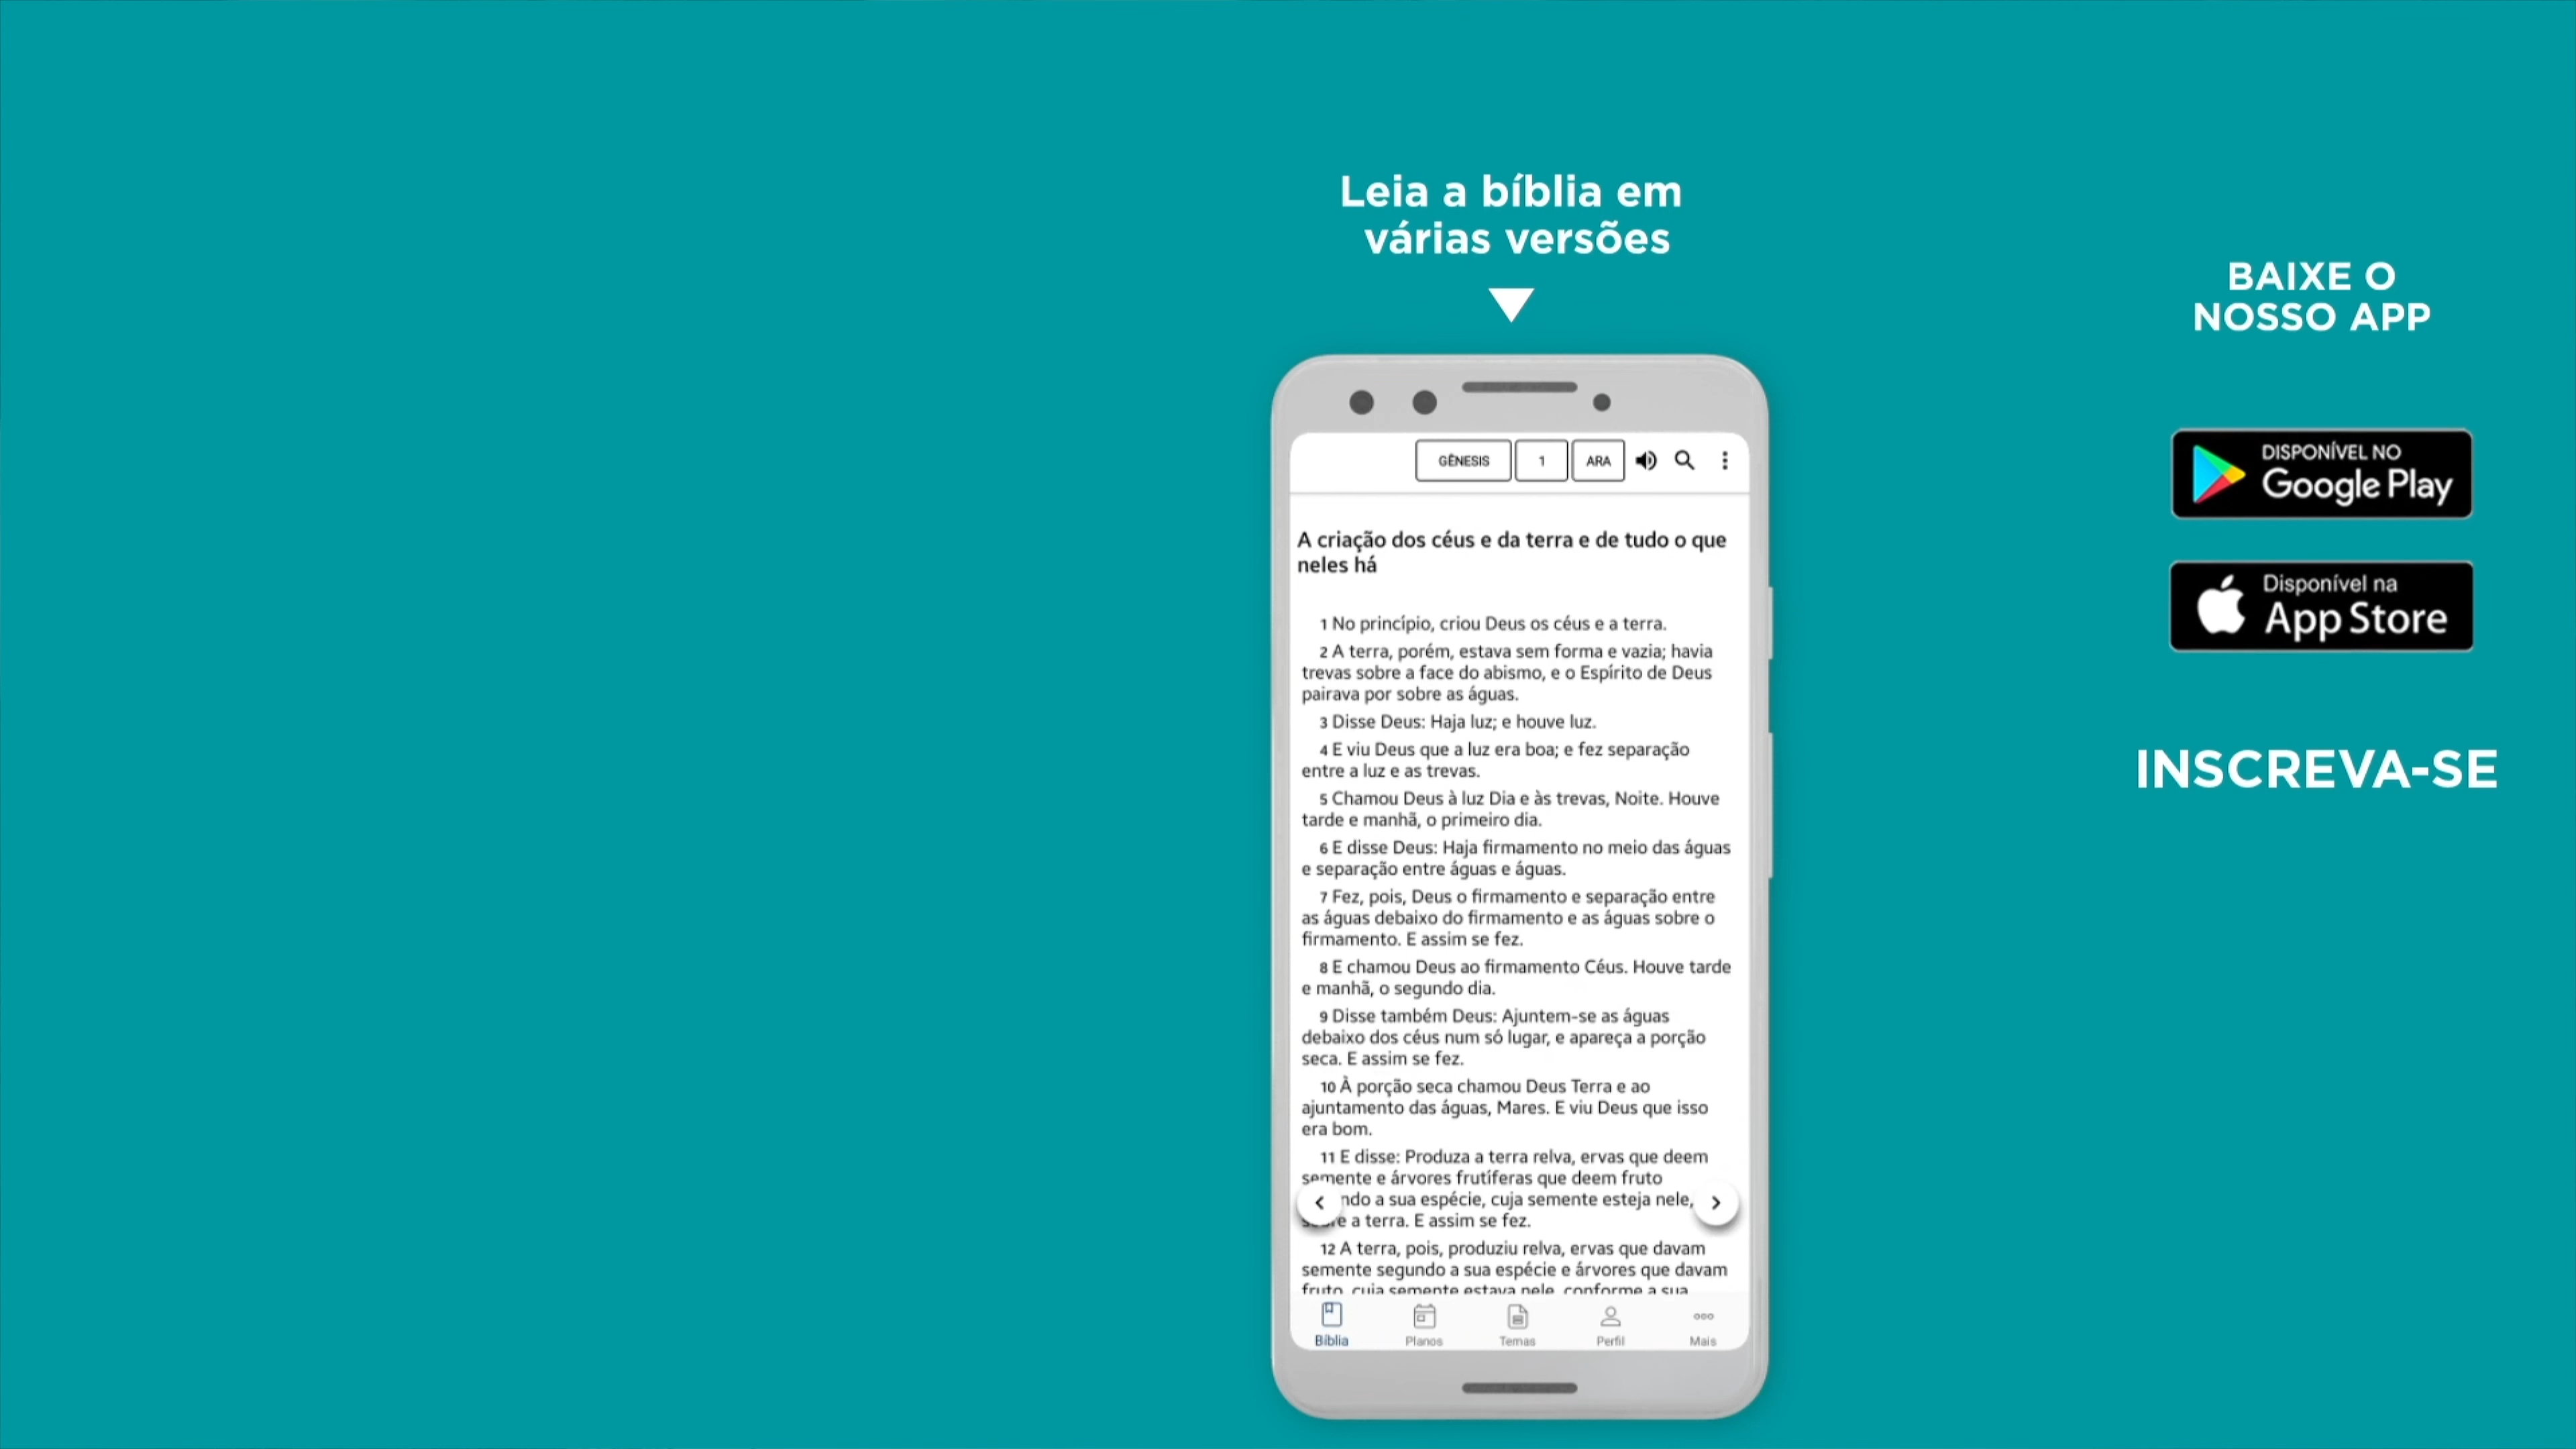 Leia a bíblia em
várias versões
GÊNESIS 1 ARA
A criação dos céus e da terra e de tudo o que
neles há
1 No princípio, criou Deus os céus e a terra.
2 A terra, porém, estava sem forma e vazia; havia
trevas sobre a face do abismo, e o Espírito de Deus
pairava por sobre as águas.
3 Disse Deus: Haja luz; e houve luz.
4 E viu Deus que a luz era boa; e fez separação
entre a luz e as trevas.
5 Chamou Deus à luz Dia e às trevas, Noite. Houve
tarde e manhã, o primeiro dia.
6 E disse Deus: Haja firmamento no meio das águas
e separação entre águas e águas.
7 Fez, pois, Deus o firmamento e separação entre
as águas debaixo do firmamento e as águas sobre o
firmamento. E assim se fez.
8 E chamou Deus ao firmamento Céus. Houve tarde
e manhã, o segundo dia.
9 Disse também Deus: Ajuntem-se as águas
debaixo dos céus num só lugar, e apareça a porção
seca. E assim se fez.
10 À porção seca chamou Deus Terra e ao
ajuntamento das águas, Mares. E viu Deus que isso
era bom.
11 E disse: Produza a terra relva, ervas que deem
semente e árvores frutíferas que deem fruto
a sua espécie, cuja semente esteja nele,
a terra. E assim se fez.
12 A terra, pois, produziu relva, ervas que davam
semente segundo a sua espécie e árvores que davam
fruto, cuja semente estava nele, conforme a sua
Bíblia Planos Temas Perfil Mais
BAIXE O
NOSSO APP
DISPONÍVEL NO
Google Play
Disponível na
App Store
INSCREVA-SE